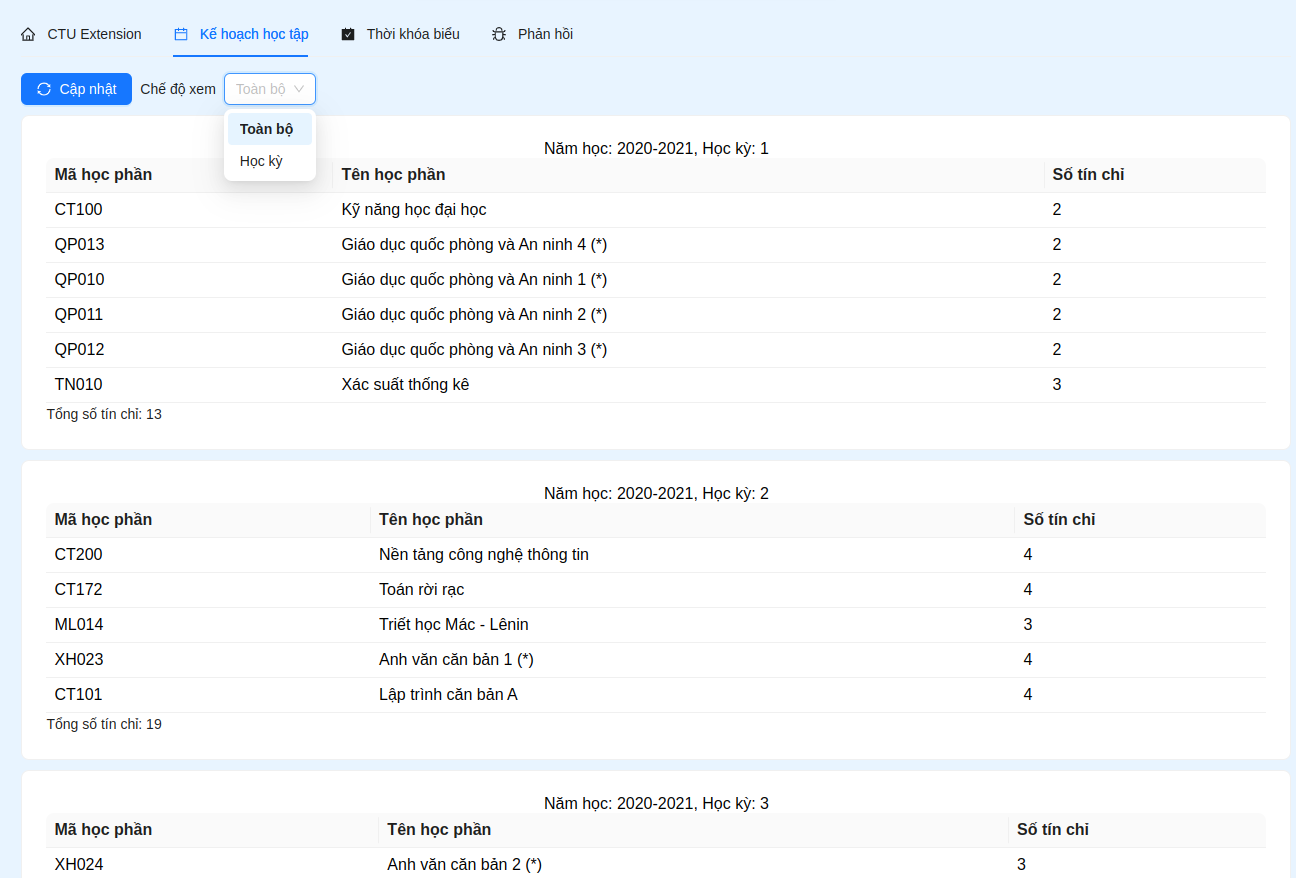 CTU Extension Kế hoạch học tập Thời khóa biểu Phản hồi
Cập nhật Chế độ xem Toàn bộ
Toàn bộ
Học kỳ
Năm học: 2020-2021, Học kỳ: 1
Mã học phần Tên học phần Số tín chỉ
CT100 Kỹ năng học đại học 2
QP013 Giáo dục quốc phòng và An ninh 4 (*) 2
QP010 Giáo dục quốc phòng và An ninh 1 (*) 2
QP011 Giáo dục quốc phòng và An ninh 2 (*) 2
QP012 Giáo dục quốc phòng và An ninh 3 (*) 2
TN010 Xác suất thống kê 3
Tổng số tín chỉ: 13
Năm học: 2020-2021, Học kỳ: 2
Mã học phần Tên học phần Số tín chỉ
CT200 Nền tảng công nghệ thông tin 4
CT172 Toán rời rạc 4
ML014 Triết học Mác - Lênin 3
XH023 Anh văn căn bản 1 (*) 4
CT101 Lập trình căn bản A 4
Tổng số tín chỉ: 19
Năm học: 2020-2021, Học kỳ: 3
Mã học phần Tên học phần Số tín chỉ
XH024 Anh văn căn bản 2 (*) 3